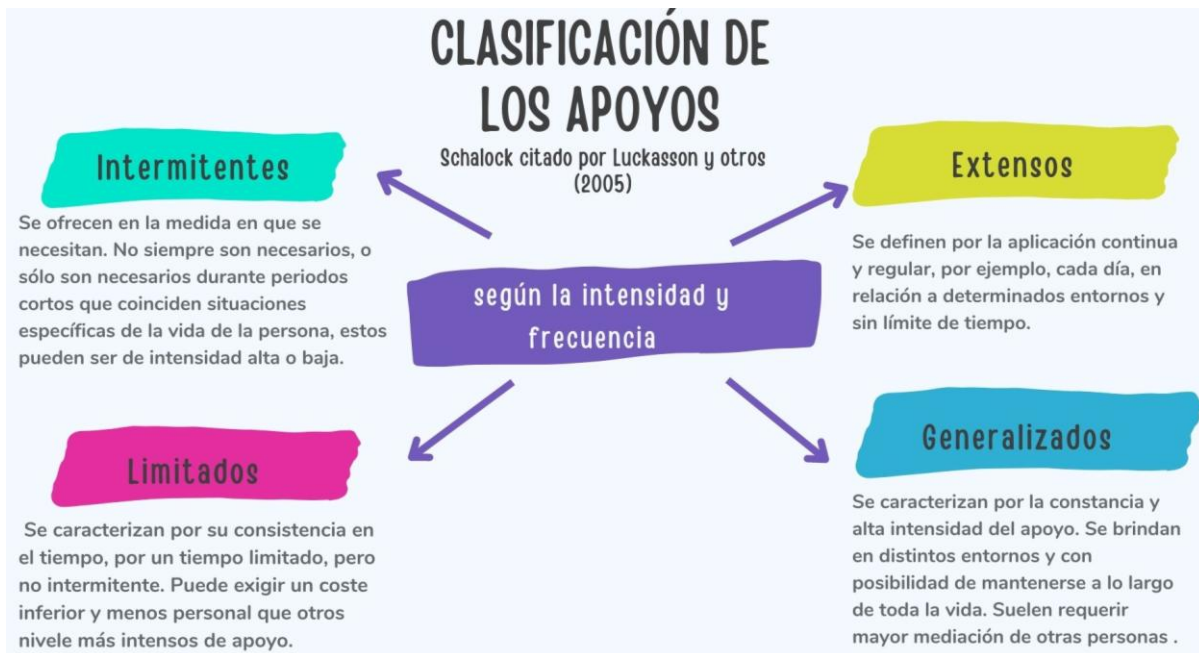 CLASIFICACIÓN DE
LOS APOYOS
Schalock citado por Luckasson y otros
(2005)
Intermitentes
Se ofrecen en la medida en que se
necesitan. No siempre son necesarios, o
sólo son necesarios durante periodos
cortos que coinciden situaciones
específicas de la vida de la persona, estos
pueden ser de intensidad alta o baja.
Extensos
Se definen por la aplicación continua
y regular, por ejemplo, cada día, en
relación a determinados entornos y
sin límite de tiempo.
según la intensidad y
frecuencia
Limitados
Se caracterizan por su consistencia en
el tiempo, por un tiempo limitado, pero
no intermitente. Puede exigir un coste
inferior y menos personal que otros
nivele más intensos de apoyo.
Generalizados
Se caracterizan por la constancia y
alta intensidad del apoyo. Se brindan
en distintos entornos y con
posibilidad de mantenerse a lo largo
de toda la vida. Suelen requerir
mayor mediación de otras personas .